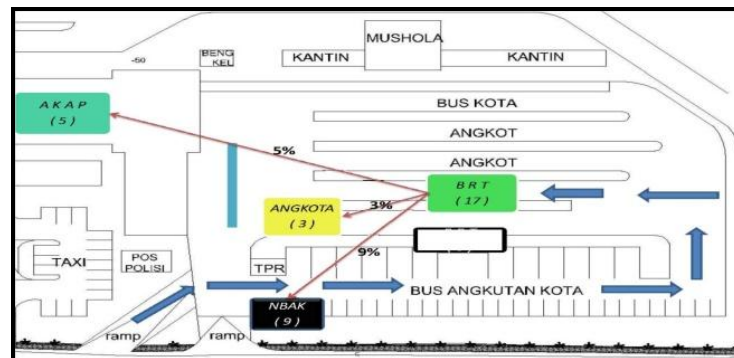 MUSHOLA
BENG
KEL
KANTIN
KANTIN
-50
AKAP
(5)
BUS KOTA
ANGKOT
5%
ANGKOT
BRT
(17)
3%
ANGKOTA
(3)
9%
TAXI
POS
POLISI
TPR
BUS ANGKUTAN KOTA
NBAK
(9)
ramp
ramp